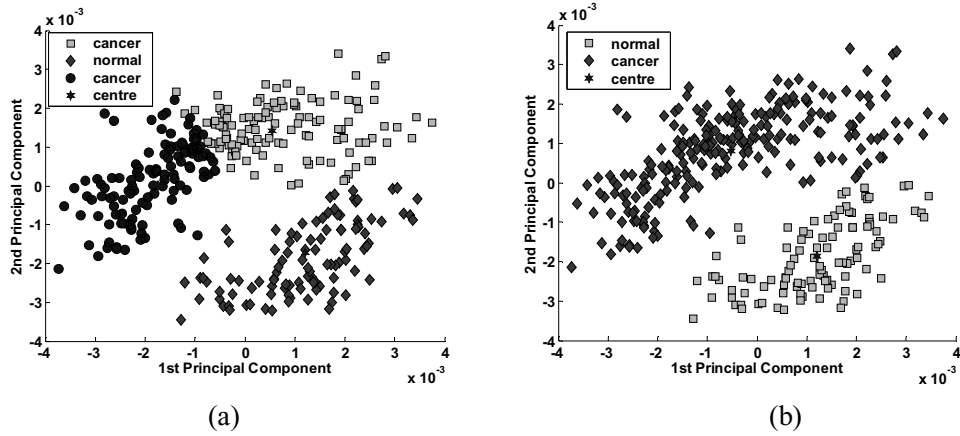 x 10⁻³
4
3
2
1
0
-1
-2
-3
-4
2nd Principal Component
cancer
normal
cancer
centre
-4 -3 -2 -1 0 1 2 3 4
1st Principal Component
x 10⁻³
(a)
x 10⁻³
4
3
2
1
0
-1
-2
-3
-4
2nd Principal Component
normal
cancer
centre
-4 -3 -2 -1 0 1 2 3 4
1st Principal Component
x 10⁻³
(b)